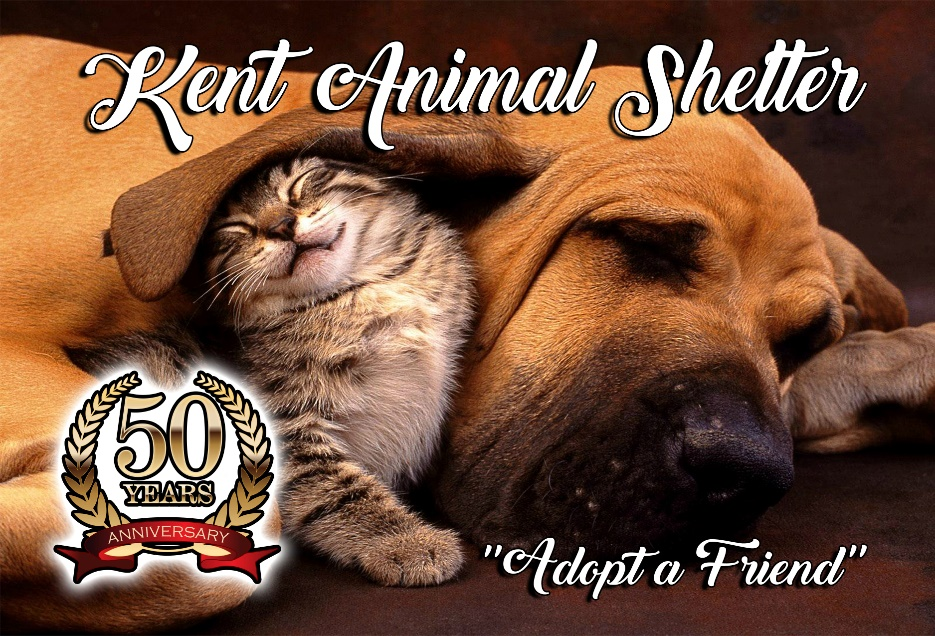 Kent Animal Shelter
50
YEARS
ANNIVERSARY
"Adopt a Friend"